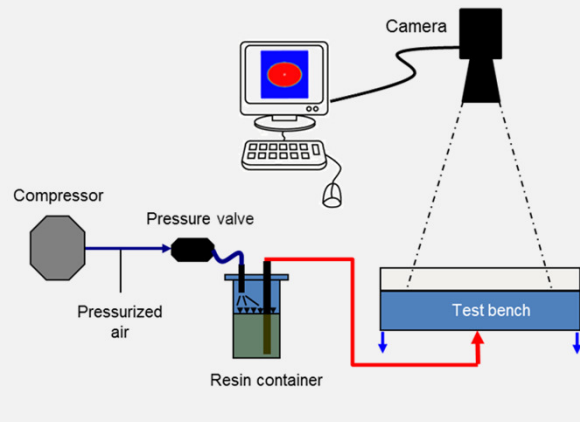 Camera
Compressor
Pressure valve
Pressurized
air
Test bench
Resin container